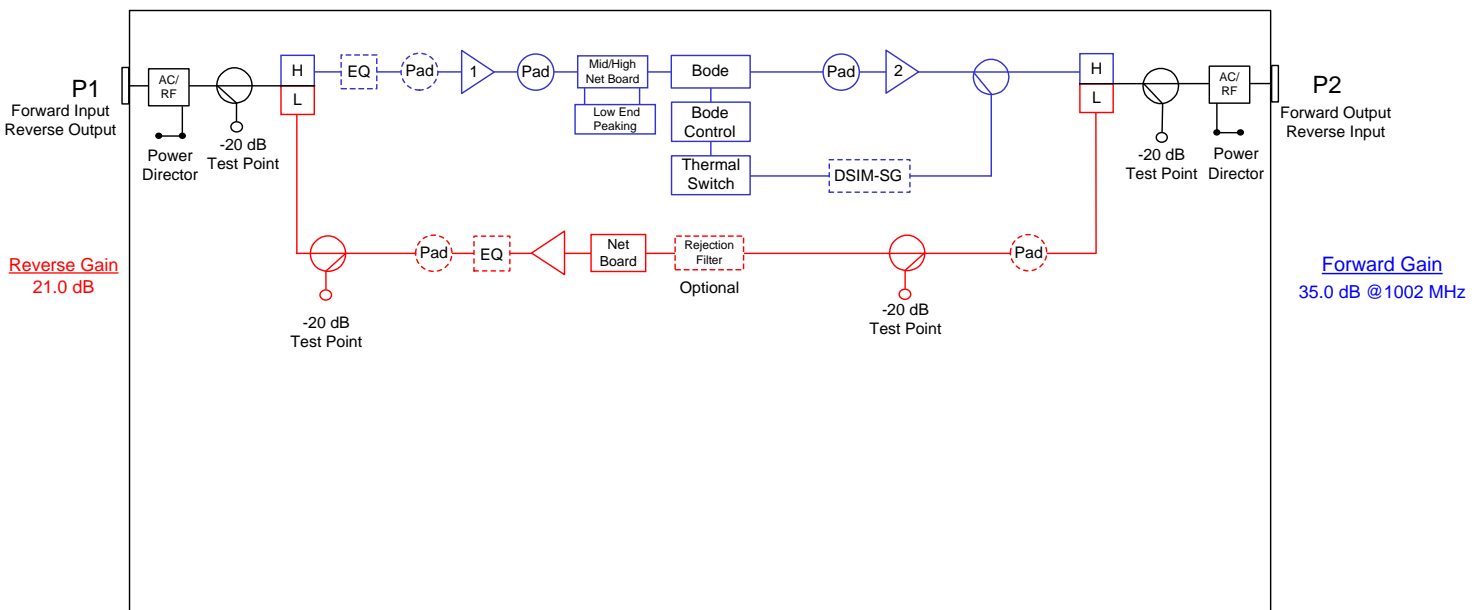 P1
Forward Input
Reverse Output
AC/
RF
Power
Director
-20 dB
Test Point
H
L
EQ
Pad
1
Pad
Mid/High
Net Board
Low End
Peaking
Bode
Bode
Control
Thermal
Switch
Pad
2
DSIM-SG
H
L
-20 dB
Test Point
AC/
RF
Power
Director
P2
Forward Output
Reverse Input
Reverse Gain
21.0 dB
-20 dB
Test Point
Pad
EQ
Net
Board
Rejection
Filter
Optional
-20 dB
Test Point
Pad
Forward Gain
35.0 dB @1002 MHz